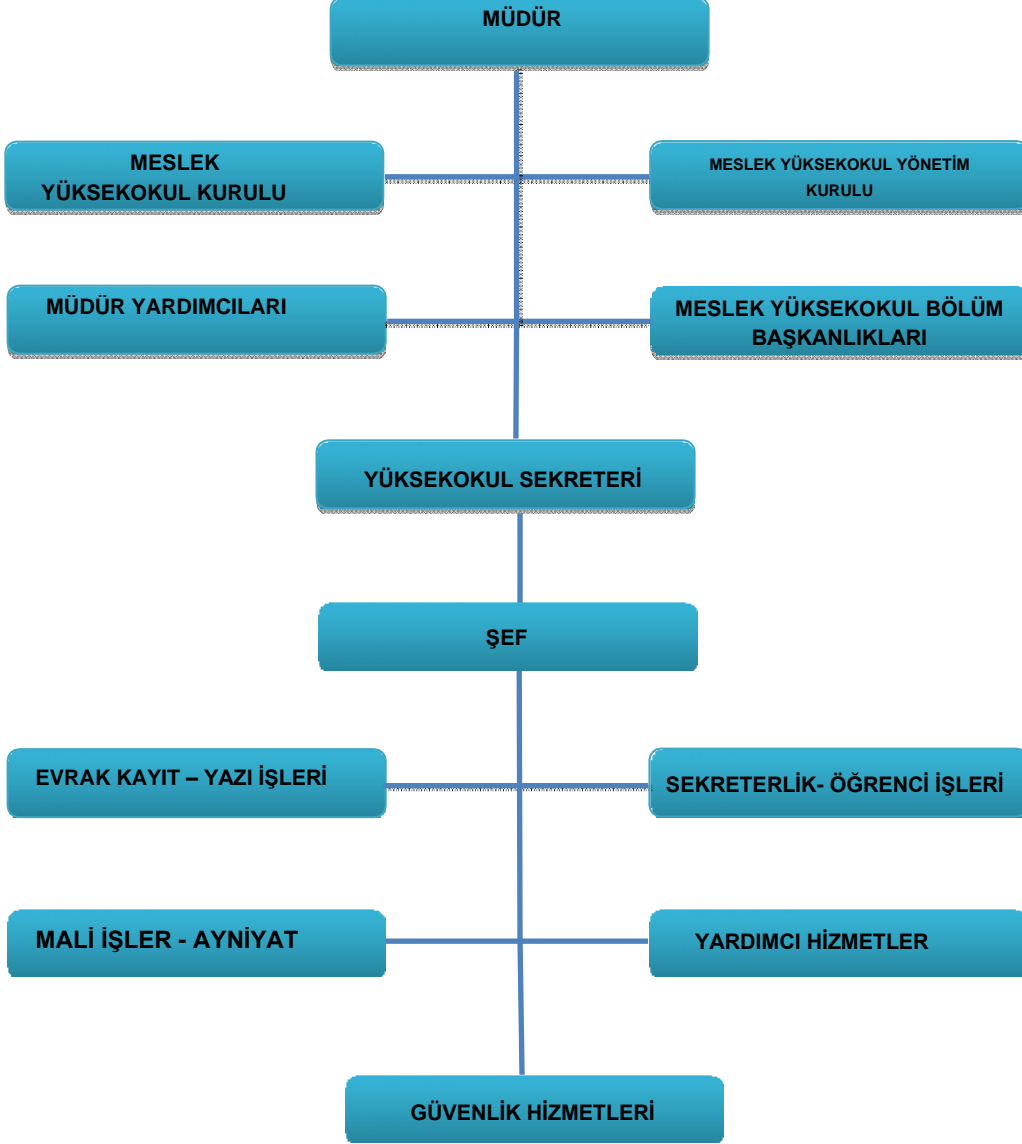 MÜDÜR
MESLEK
YÜKSEKOKUL KURULU
MESLEK YÜKSEKOKUL YÖNETİM
KURULU
MÜDÜR YARDIMCILARI
MESLEK YÜKSEKOKUL BÖLÜM
BAŞKANLIKLARI
YÜKSEKOKUL SEKRETERİ
ŞEF
EVRAK KAYIT – YAZI İŞLERİ
SEKRETERLİK- ÖĞRENCİ İŞLERİ
MALİ İŞLER - AYNİYAT
YARDIMCI HİZMETLER
GÜVENLİK HİZMETLERİ